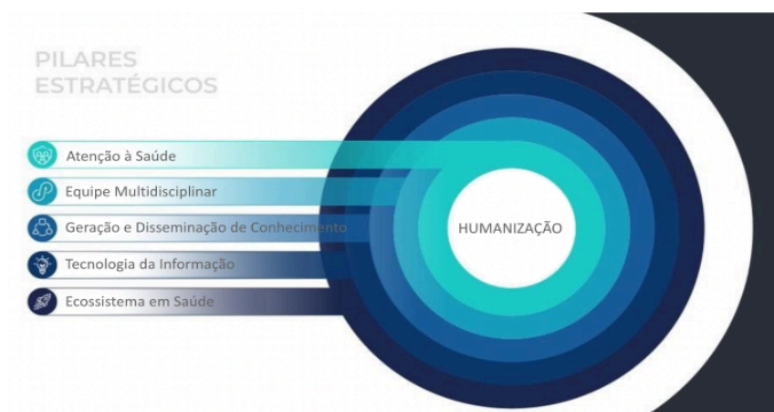 PILARES
ESTRATÉGICOS
Atenção à Saúde
Equipe Multidisciplinar
Geração e Disseminação de Conhecimento
HUMANIZAÇÃO
Tecnologia da Informação
Ecossistema em Saúde